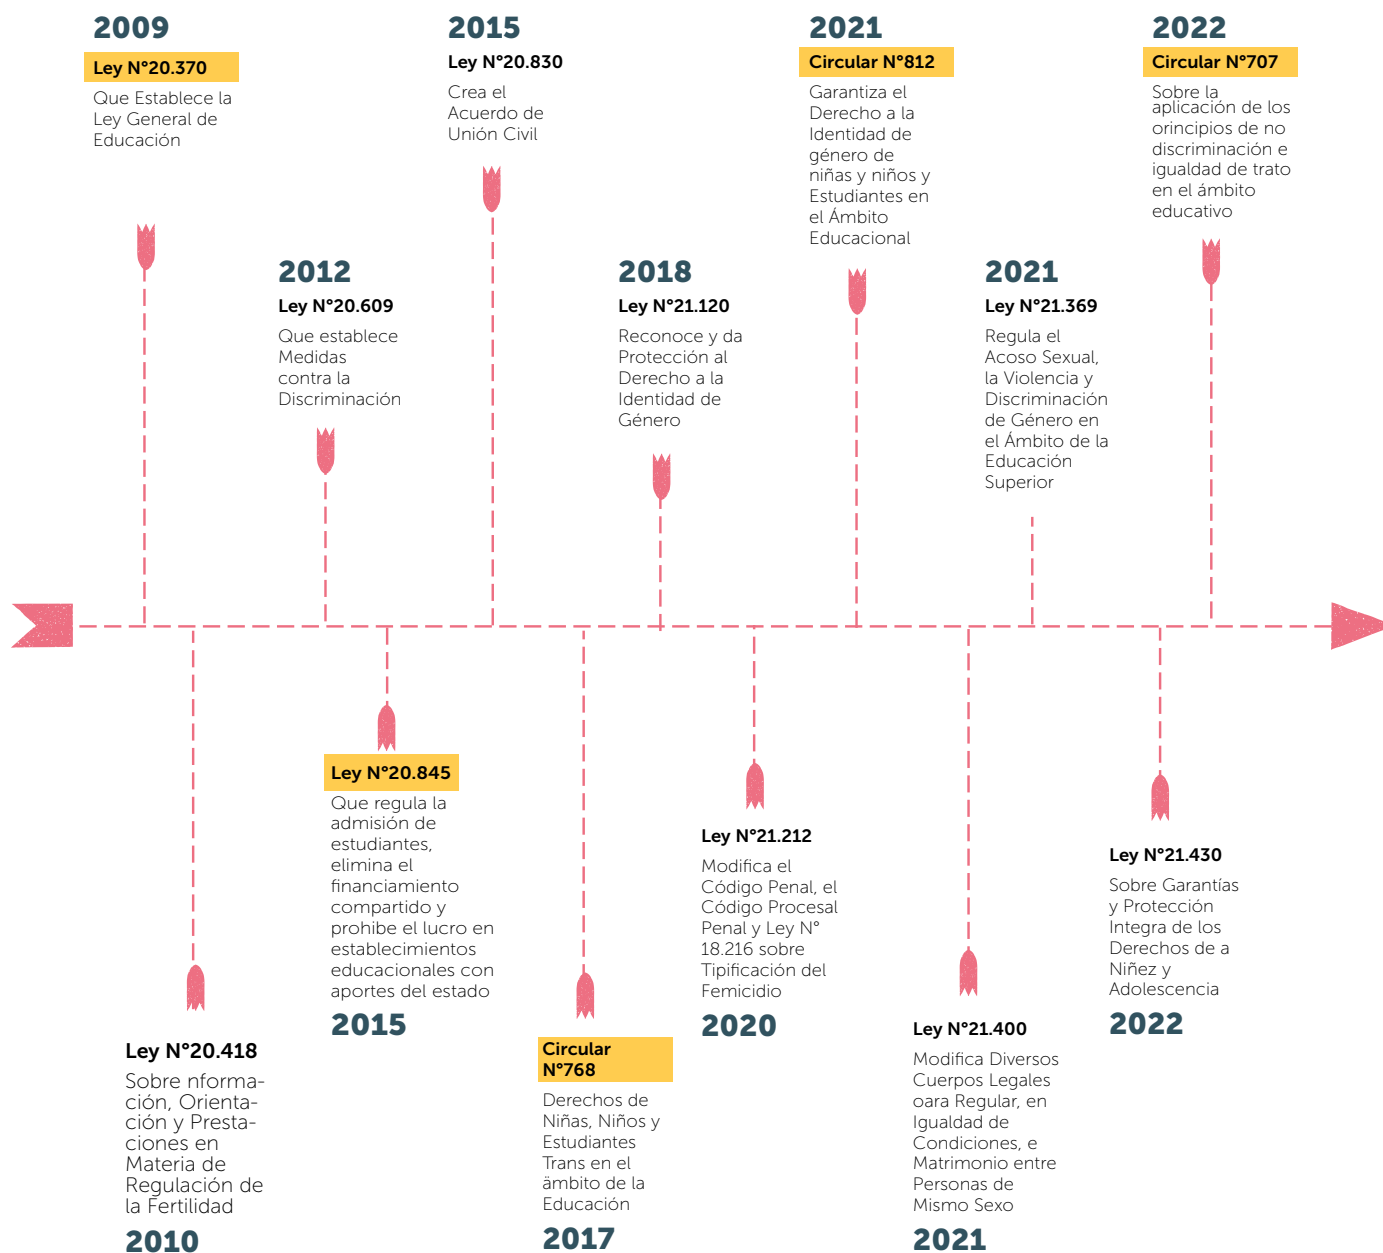 2009
Ley N°20.370
Que Establece la
Ley General de
Educación
2015
Ley N°20.830
Crea el
Acuerdo de
Unión Civil
2021
Circular N°812
Garantiza el
Derecho a la
Identidad de
género de
niñas y niños y
Estudiantes en
el Ámbito
Educacional
2022
Circular N°707
Sobre la
aplicación de los
orincipios de no
discriminación e
igualdad de trato
en el ámbito
educativo
2012
Ley N°20.609
Que establece
Medidas
contra la
Discriminación
2018
Ley N°21.120
Reconoce y da
Protección al
Derecho a la
Identidad de
Género
2021
Ley N°21.369
Regula el
Acoso Sexual,
la Violencia y
Discriminación
de Género en
el Ámbito de la
Educación
Superior
Ley N°20.418
Sobre nforma-
ción, Orienta-
ción y Presta-
ciones en
Materia de
Regulación de
la Fertilidad
2010
Ley N°20.845
Que regula la
admisión de
estudiantes,
elimina el
financiamiento
compartido y
prohibe el lucro en
establecimientos
educacionales con
aportes del estado
2015
Circular
N°768
Derechos de
Niñas, Niños y
Estudiantes
Trans en el
ämbito de la
Educación
2017
Ley N°21.212
Modifica el
Código Penal, el
Código Procesal
Penal y Ley N°
18.216 sobre
Tipificación del
Femicidio
2020
Ley N°21.400
Modifica Diversos
Cuerpos Legales
oara Regular, en
Igualdad de
Condiciones, e
Matrimonio entre
Personas de
Mismo Sexo
2021
Ley N°21.430
Sobre Garantías
y Protección
Integra de los
Derechos de a
Niñez y
Adolescencia
2022